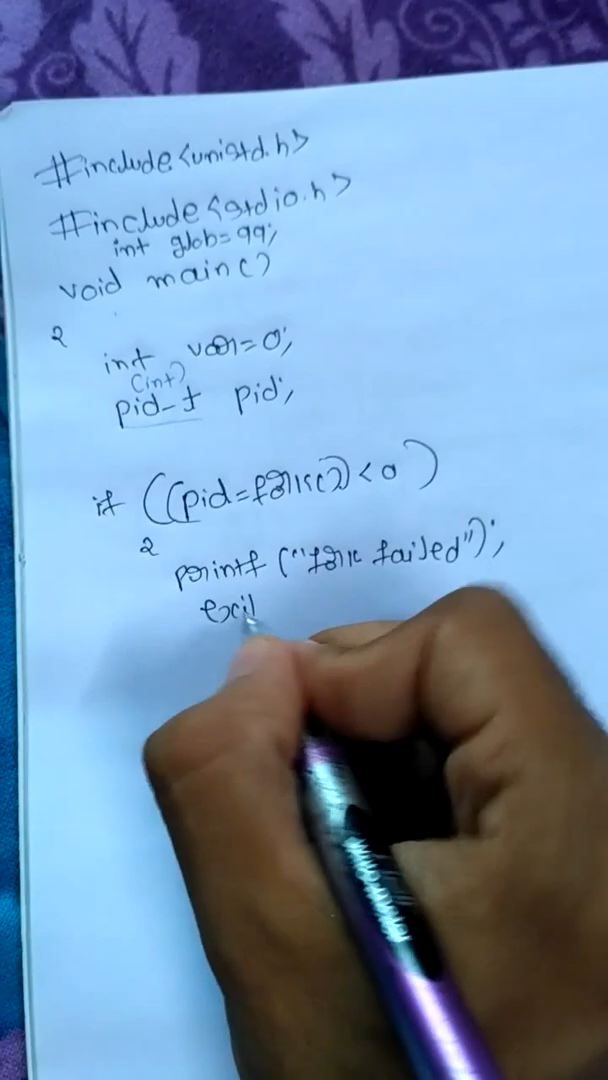 #include<unistd.h>
#include<stdio.h>
int glob=99;
void main()
{
int var=0;
(int)
pid_t pid;
if ((pid=fork())<0)
{
printf ("fork failed");
exit